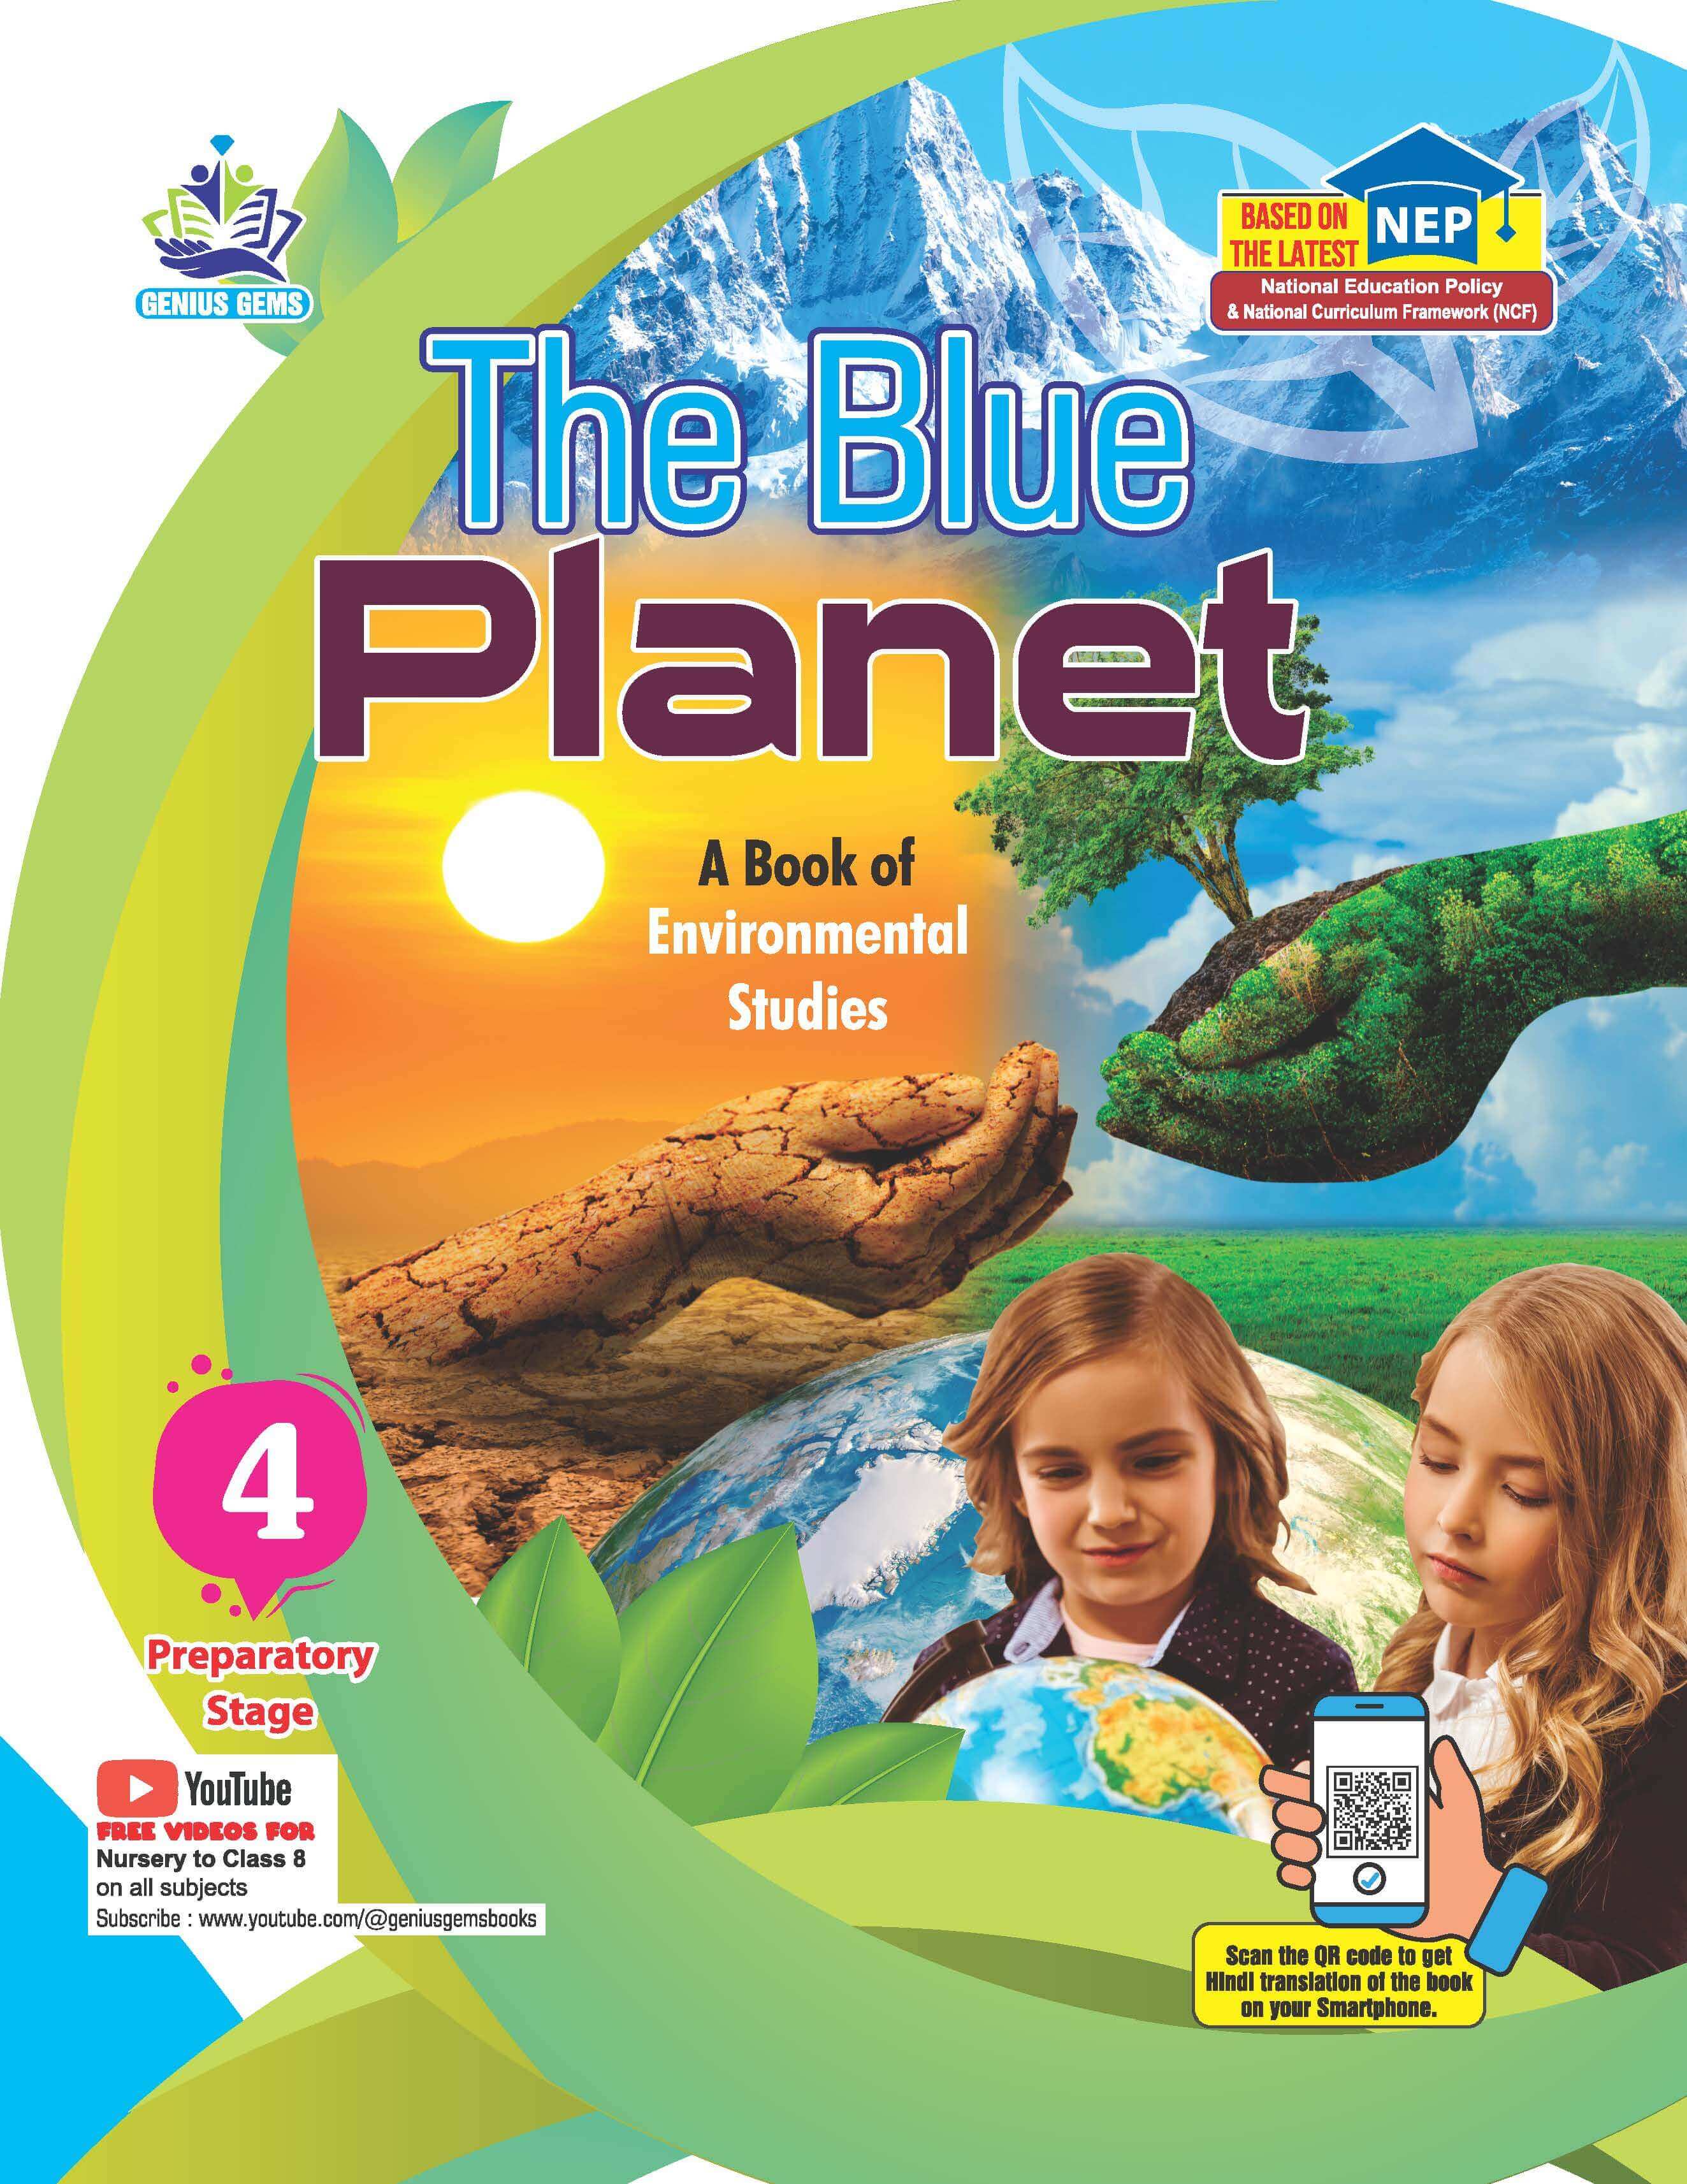 GENIUS GEMS
BASED ON
THE LATEST
NEP
National Education Policy
& National Curriculum Framework (NCF)
The Blue
Planet
A Book of
Environmental
Studies
4
Preparatory
Stage
YouTube
FREE VIDEOS FOR
Nursery to Class 8
on all subjects
Subscribe : www.youtube.com/@geniusgemsbooks
Scan the QR code to get
HIndI translation of the book
on your Smartphone.